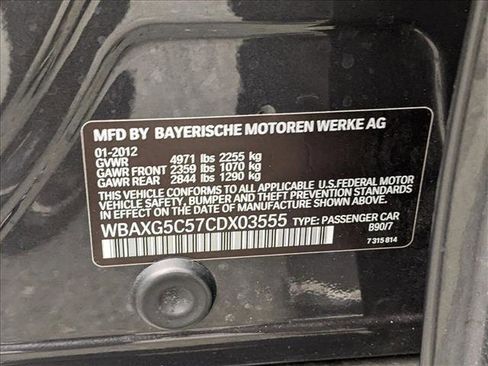 MFD BY BAYERISCHE MOTOREN WERKE AG
01-2012
GVWR 4971 lbs 2255 kg
GAWR FRONT 2359 lbs 1070 kg
GAWR REAR 2844 lbs 1290 kg
THIS VEHICLE CONFORMS TO ALL APPLICABLE U.S.FEDERAL MOTOR
VEHICLE SAFETY, BUMPER AND THEFT PREVENTION STANDARDS
IN EFFECT ON THE DATE OF MANUFACTURE SHOWN ABOVE.
WBAXG5C57CDX03555 TYPE: PASSENGER CAR
B90/7
7 315 814